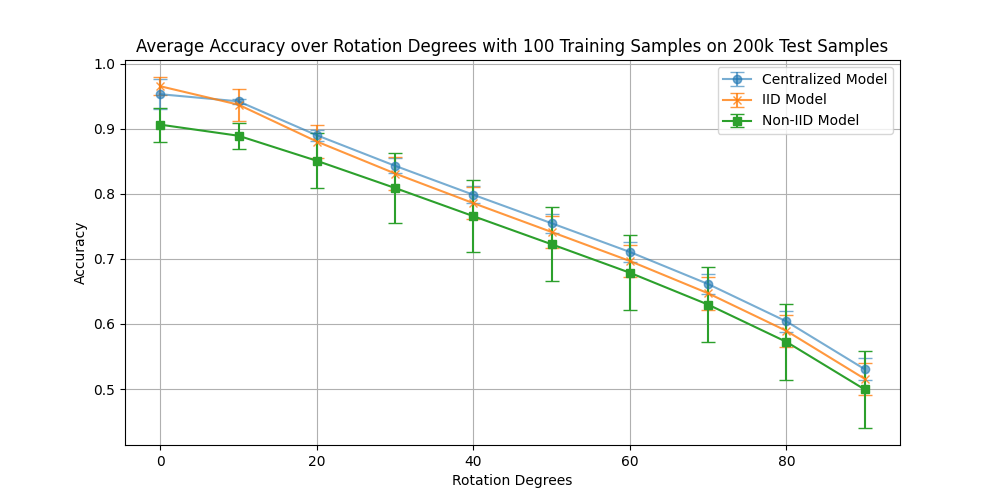 Average Accuracy over Rotation Degrees with 100 Training Samples on 200k Test Samples
Centralized Model
IID Model
Non-IID Model
1.0
0.9
0.8
0.7
0.6
0.5
Accuracy
0 20 40 60 80
Rotation Degrees